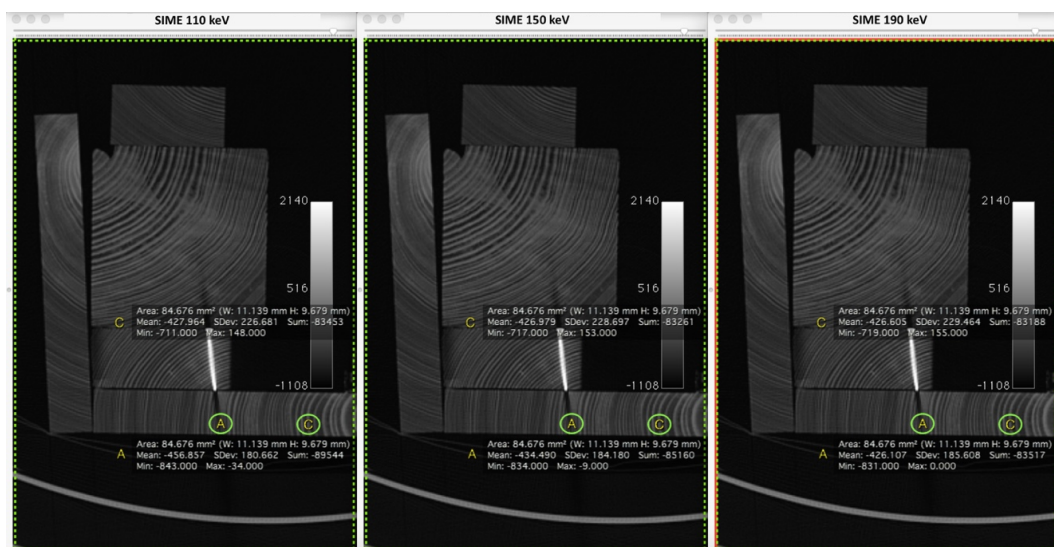 SIME 110 keV
2140
516
-1108
C
Area: 84.676 mm² (W: 11.139 mm H: 9.679 mm)
Mean: -427.964 SDev: 226.681 Sum: -83453
Min: -711.000 Max: 148.000
A C
A
Area: 84.676 mm² (W: 11.139 mm H: 9.679 mm)
Mean: -456.857 SDev: 180.662 Sum: -89544
Min: -843.000 Max: -34.000
SIME 150 keV
2140
516
-1108
C
Area: 84.676 mm² (W: 11.139 mm H: 9.679 mm)
Mean: -426.979 SDev: 228.697 Sum: -83261
Min: -717.000 Max: 153.000
A C
A
Area: 84.676 mm² (W: 11.139 mm H: 9.679 mm)
Mean: -434.490 SDev: 184.180 Sum: -85160
Min: -834.000 Max: -9.000
SIME 190 keV
2140
516
-1108
C
Area: 84.676 mm² (W: 11.139 mm H: 9.679 mm)
Mean: -426.605 SDev: 229.464 Sum: -83188
Min: -719.000 Max: 155.000
A C
A
Area: 84.676 mm² (W: 11.139 mm H: 9.679 mm)
Mean: -426.107 SDev: 185.608 Sum: -83517
Min: -831.000 Max: 0.000